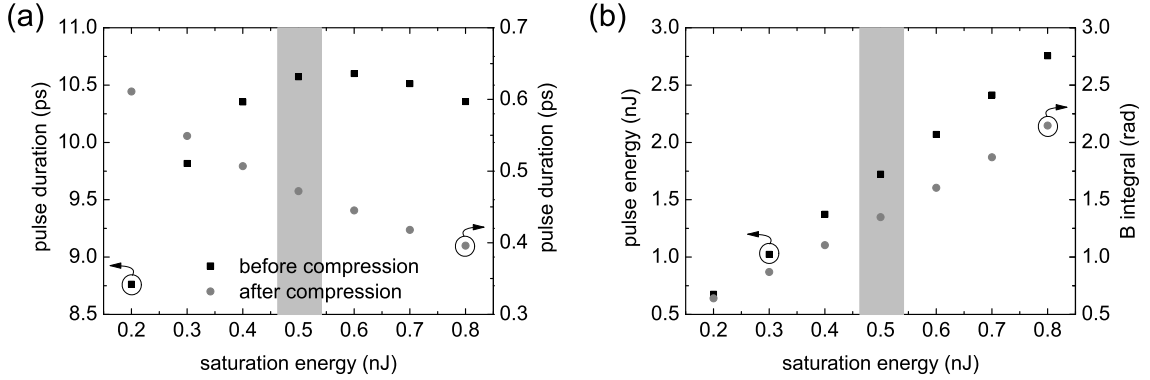 (a)
11.0
10.5
10.0
9.5
9.0
8.5
pulse duration (ps)
0.7
0.6
0.5
0.4
0.3
pulse duration (ps)
before compression
after compression
0.2 0.3 0.4 0.5 0.6 0.7 0.8
saturation energy (nJ)
(b)
3.0
2.5
2.0
1.5
1.0
0.5
pulse energy (nJ)
3.0
2.5
2.0
1.5
1.0
0.5
B integral (rad)
0.2 0.3 0.4 0.5 0.6 0.7 0.8
saturation energy (nJ)